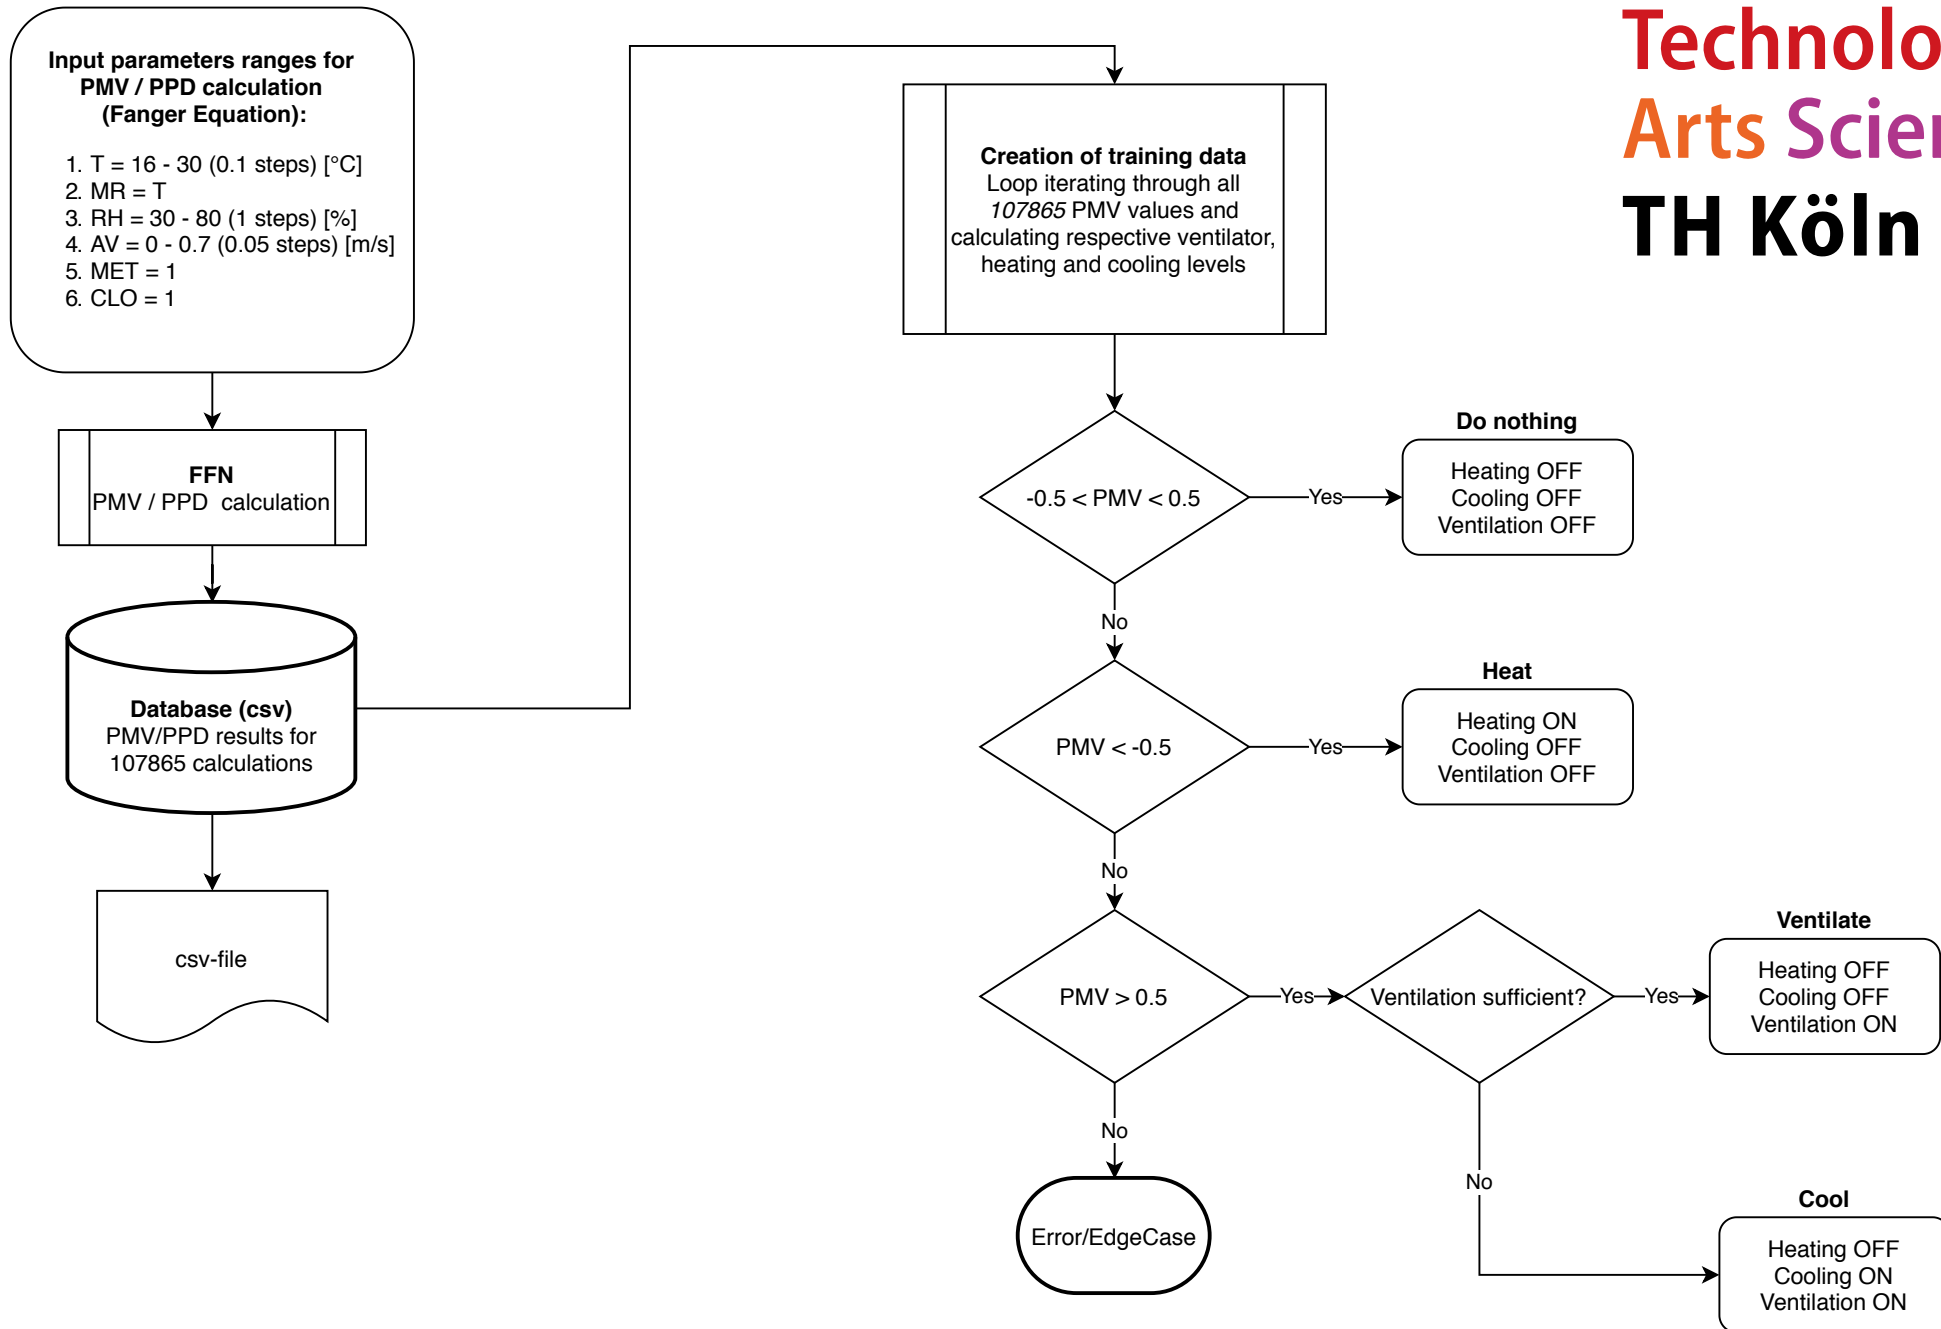 Input parameters ranges for
PMV / PPD calculation
(Fanger Equation):
1. T = 16 - 30 (0.1 steps) [°C]
2. MR = T
3. RH = 30 - 80 (1 steps) [%]
4. AV = 0 - 0.7 (0.05 steps) [m/s]
5. MET = 1
6. CLO = 1
FFN
PMV / PPD calculation
Database (csv)
PMV/PPD results for
107865 calculations
csv-file
Creation of training data
Loop iterating through all
107865 PMV values and
calculating respective ventilator,
heating and cooling levels
-0.5 < PMV < 0.5
Yes
Do nothing
Heating OFF
Cooling OFF
Ventilation OFF
No
PMV < -0.5
Yes
Heat
Heating ON
Cooling OFF
Ventilation OFF
No
PMV > 0.5
Yes
Ventilation sufficient?
Yes
Ventilate
Heating OFF
Cooling OFF
Ventilation ON
No
Error/EdgeCase
No
Cool
Heating OFF
Cooling ON
Ventilation ON
Technolo
Arts Scien
TH Köln